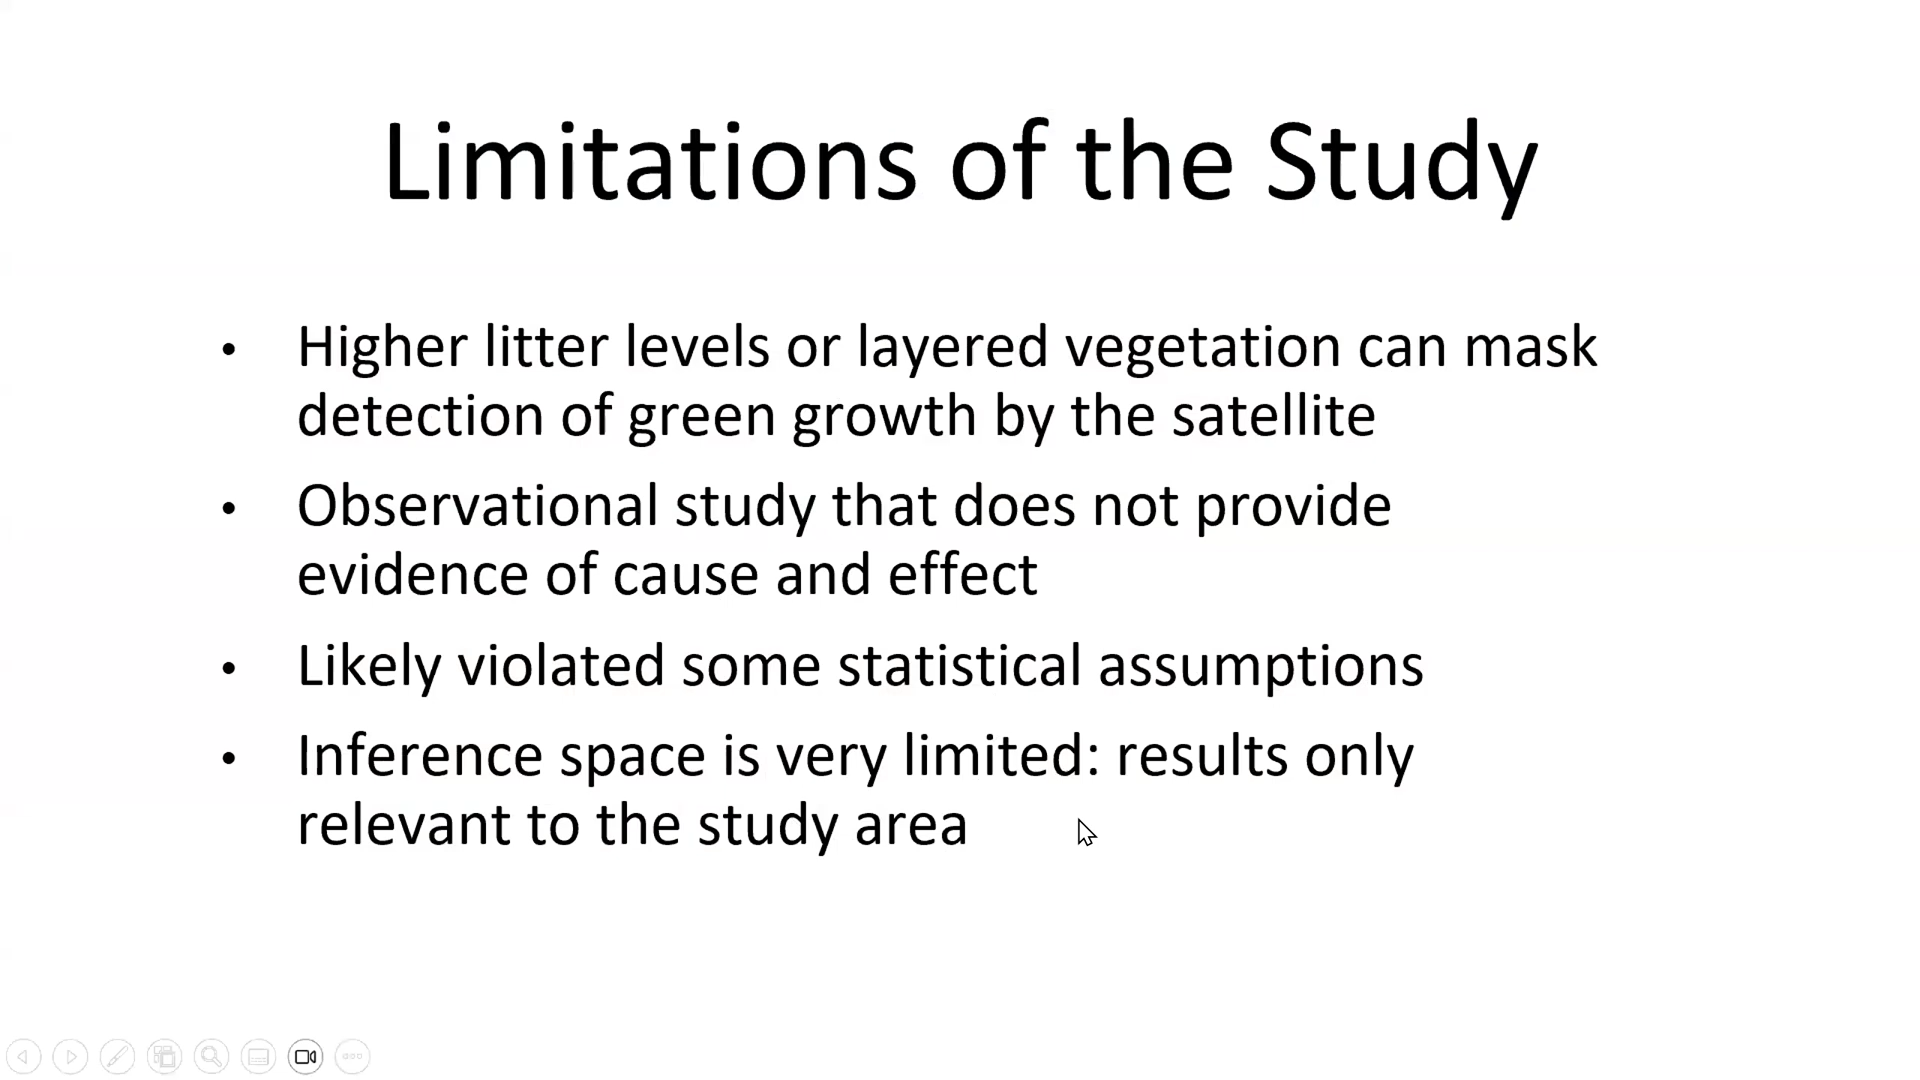 Limitations of the Study
• Higher litter levels or layered vegetation can mask
detection of green growth by the satellite
• Observational study that does not provide
evidence of cause and effect
• Likely violated some statistical assumptions
• Inference space is very limited: results only
relevant to the study area